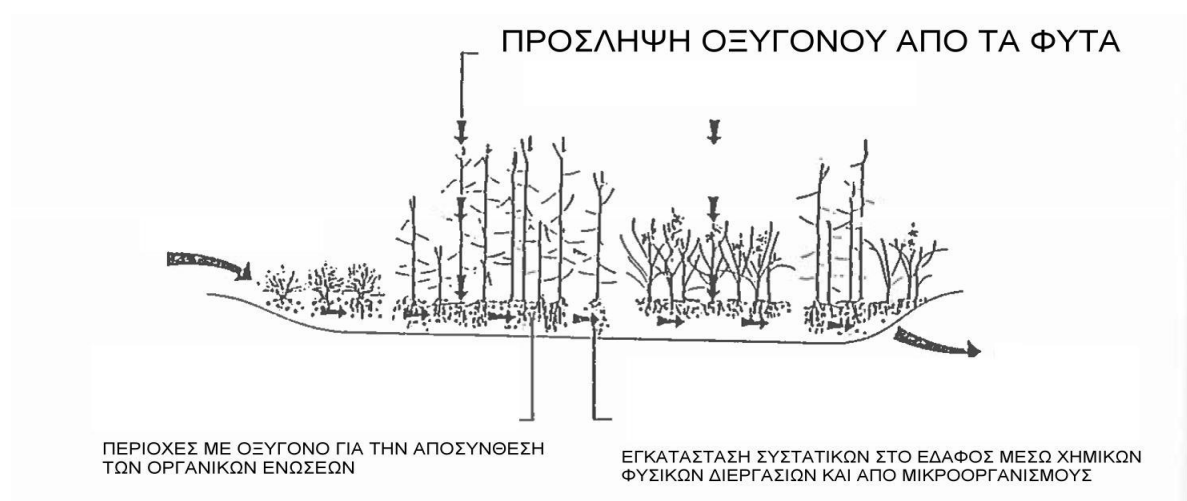 ΠΡΟΣΛΗΨΗ ΟΞΥΓΟΝΟΥ ΑΠΟ ΤΑ ΦΥΤΑ
ΠΕΡΙΟΧΕΣ ΜΕ ΟΞΥΓΟΝΟ ΓΙΑ ΤΗΝ ΑΠΟΣΥΝΘΕΣΗ
ΤΩΝ ΟΡΓΑΝΙΚΩΝ ΕΝΩΣΕΩΝ
ΕΓΚΑΤΑΣΤΑΣΗ ΣΥΣΤΑΤΙΚΩΝ ΣΤΟ ΕΔΑΦΟΣ ΜΕΣΩ ΧΗΜΙΚΩΝ
ΦΥΣΙΚΩΝ ΔΙΕΡΓΑΣΙΩΝ ΚΑΙ ΑΠΟ ΜΙΚΡΟΟΡΓΑΝΙΣΜΟΥΣ